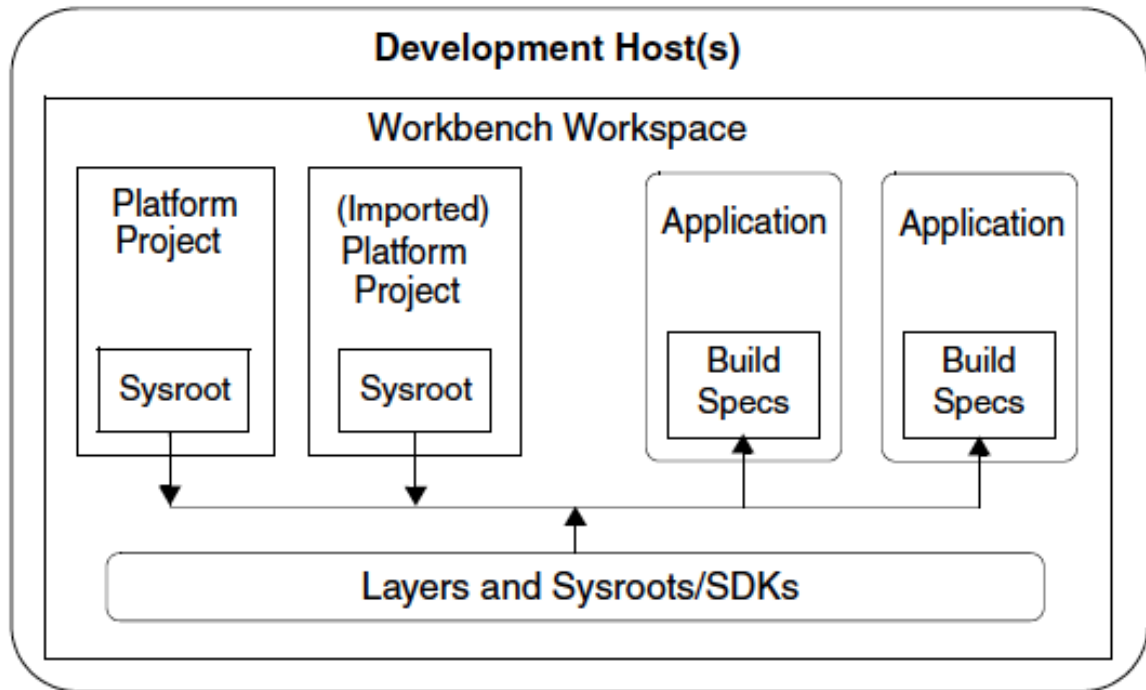 Development Host(s)
Workbench Workspace
Platform
Project
Sysroot
(Imported)
Platform
Project
Sysroot
Application
Build
Specs
Application
Build
Specs
Layers and Sysroots/SDKs